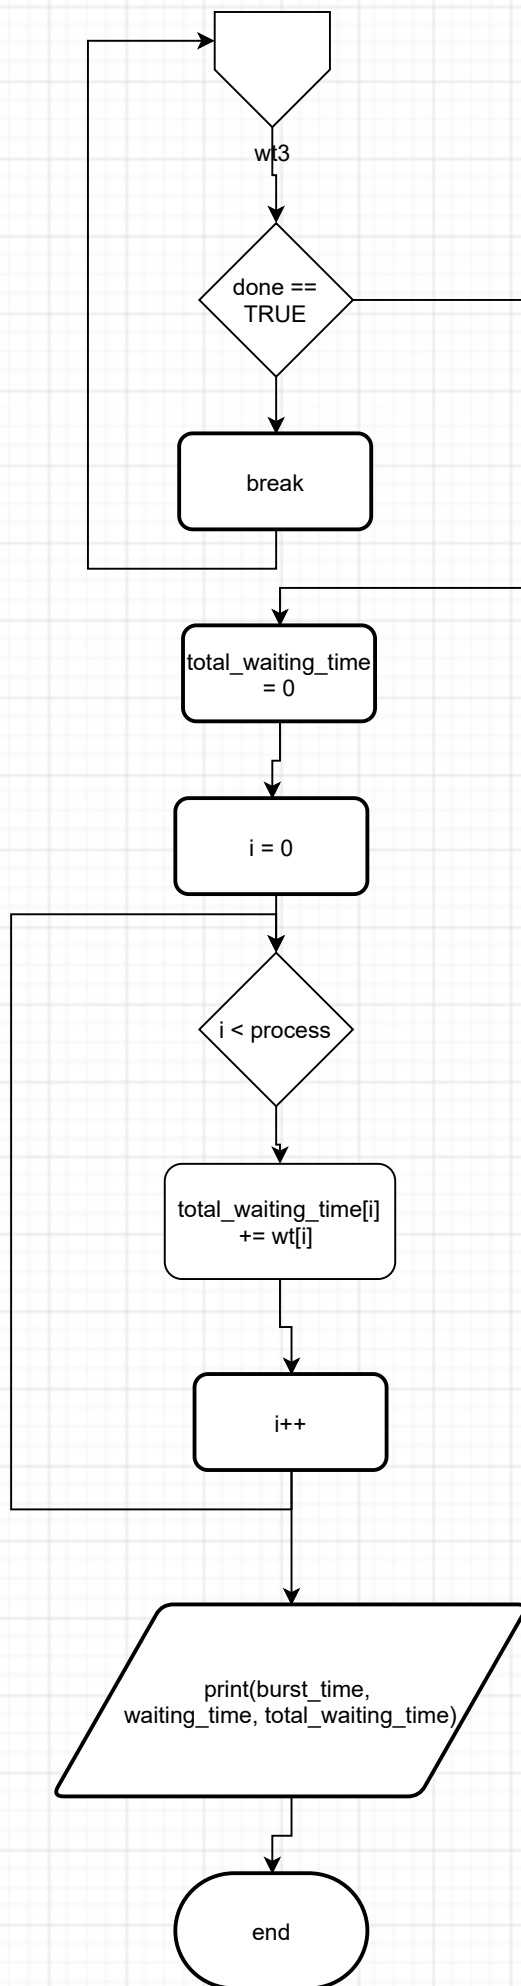 wt3
done ==
TRUE
break
total_waiting_time
= 0
i = 0
i < process
total_waiting_time[i]
+= wt[i]
i++
print(burst_time,
waiting_time, total_waiting_time)
end